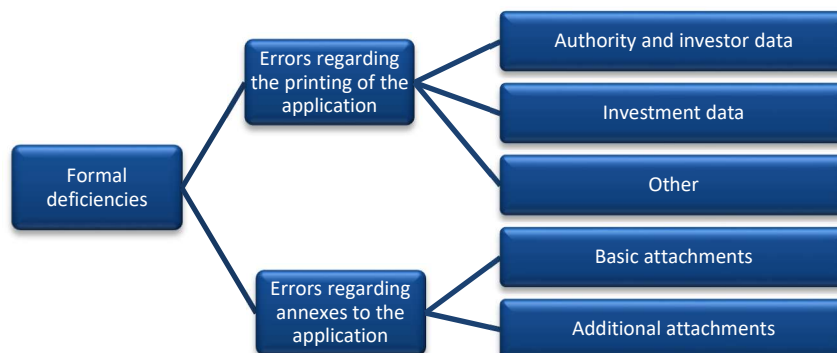 Formal
deficiencies
Errors regarding
the printing of the
application
Authority and investor data
Investment data
Other
Errors regarding
annexes to the
application
Basic attachments
Additional attachments